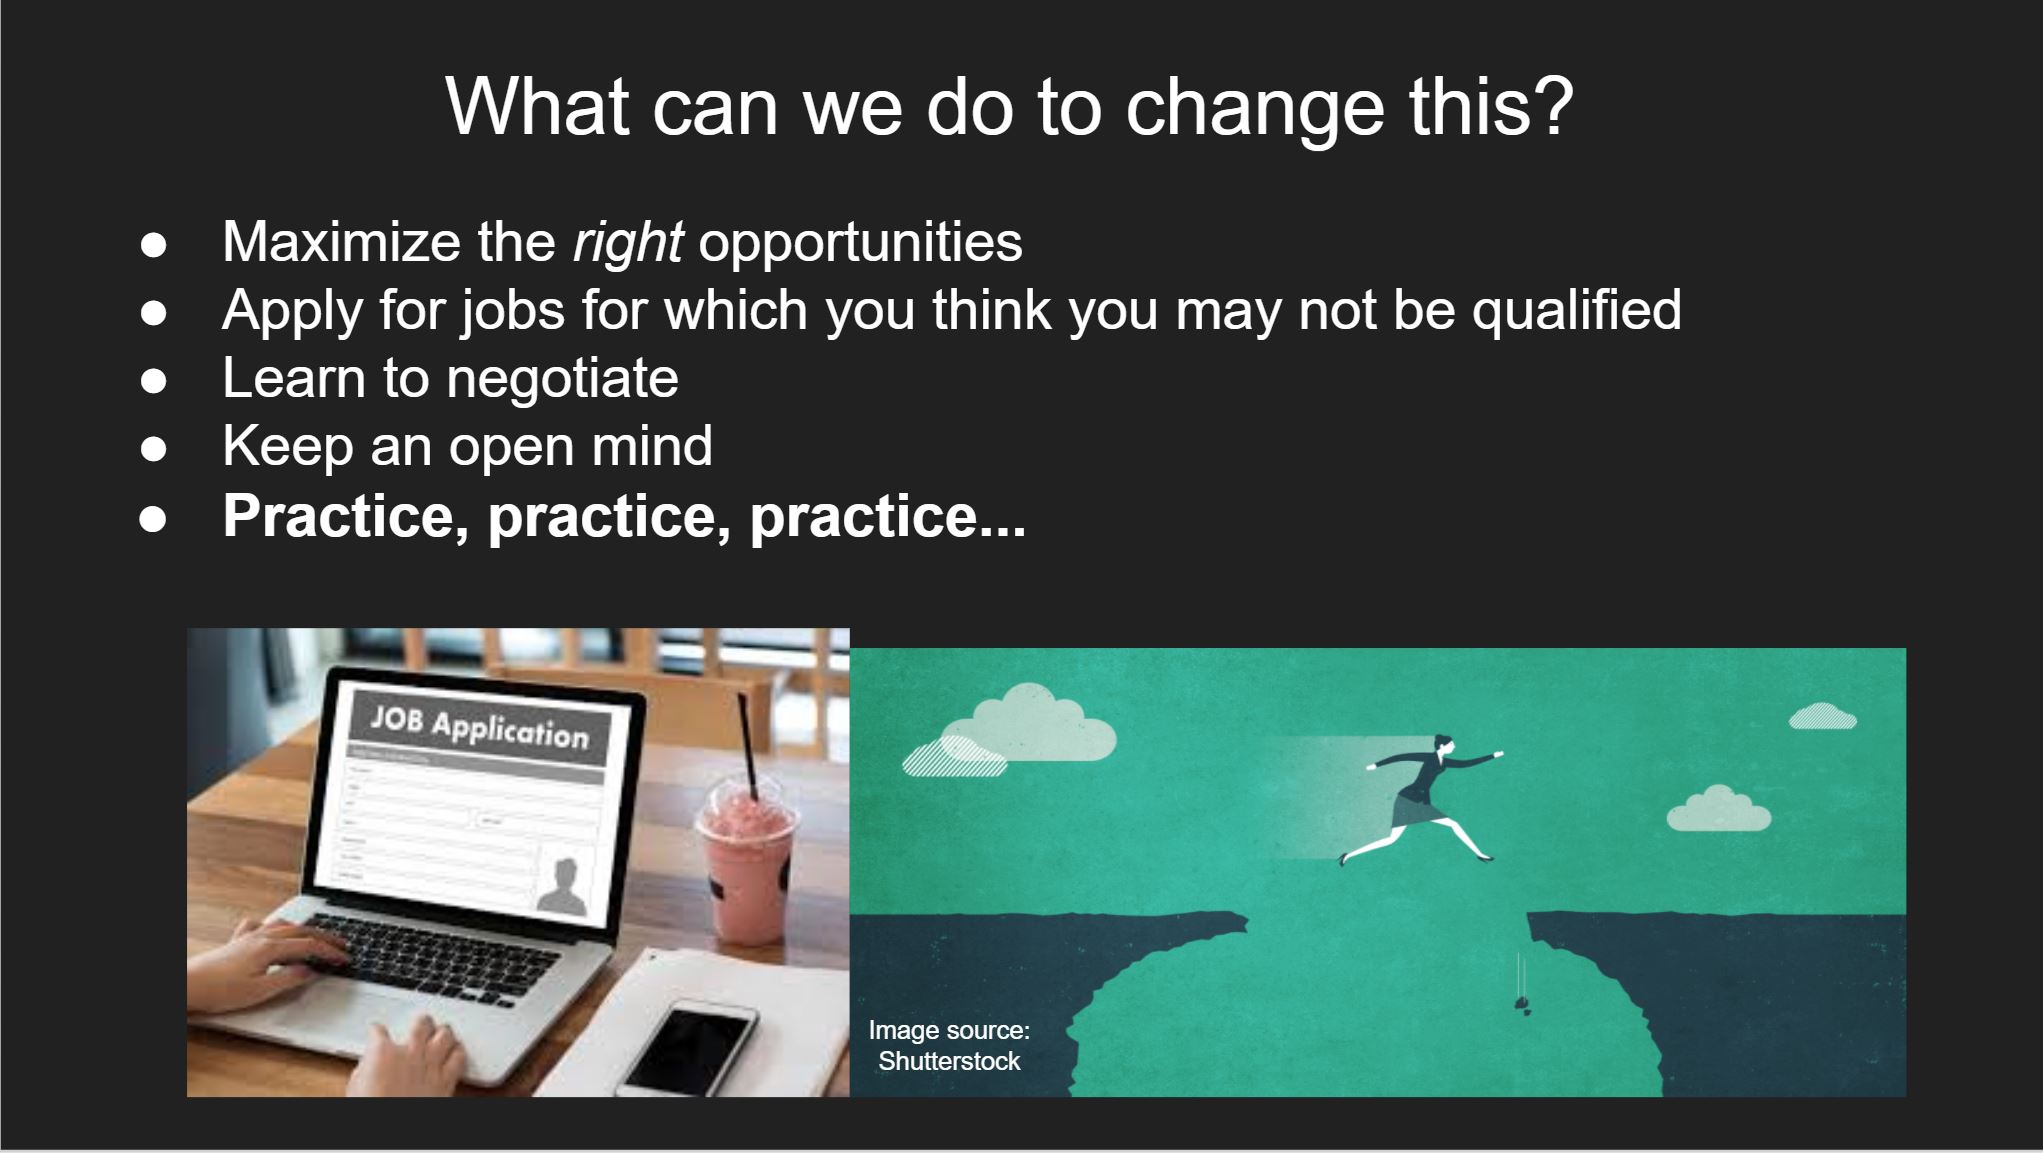 What can we do to change this?
● Maximize the right opportunities
● Apply for jobs for which you think you may not be qualified
● Learn to negotiate
● Keep an open mind
● Practice, practice, practice...
JOB Application
Image source:
Shutterstock